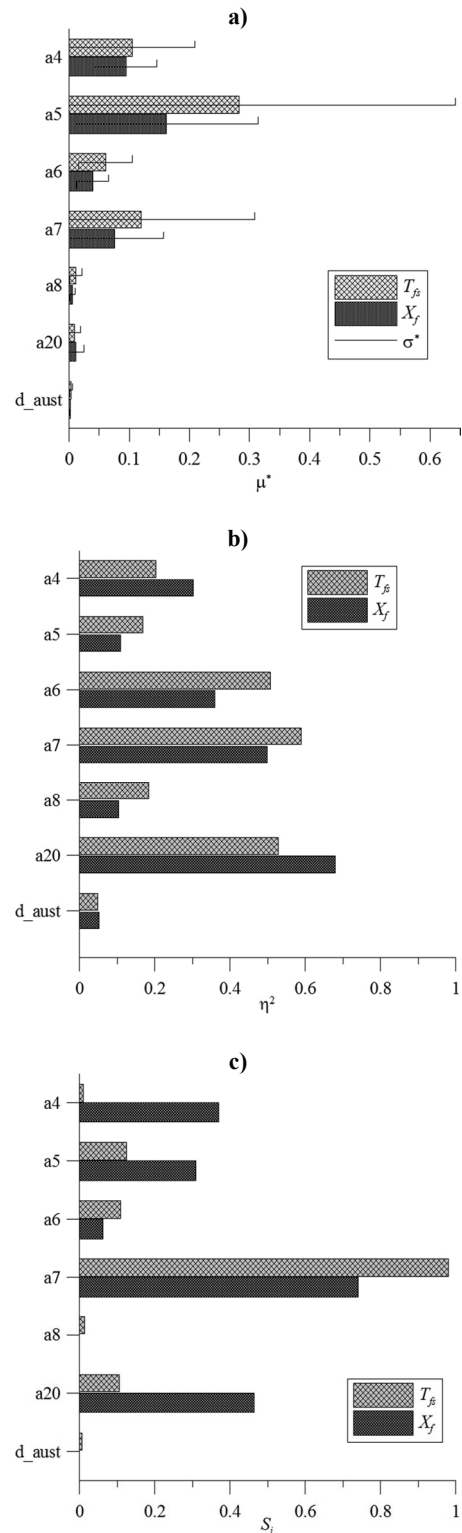 a)
a4
a5
a6
a7
a8
a20
d_aust
T_fs
X_f
σ*
0 0.1 0.2 0.3 0.4 0.5 0.6
μ*
b)
a4
a5
a6
a7
a8
a20
d_aust
T_fs
X_f
0 0.2 0.4 0.6 0.8 1
η²
c)
a4
a5
a6
a7
a8
a20
d_aust
T_fs
X_f
0 0.2 0.4 0.6 0.8 1
S_i